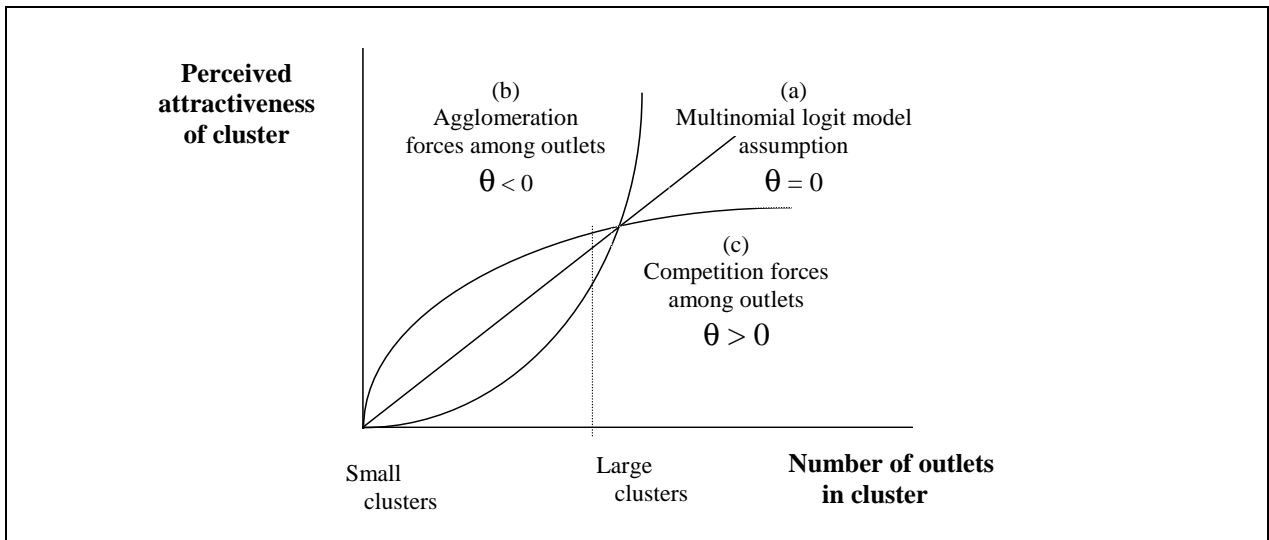 Perceived
attractiveness
of cluster
(b)
Agglomeration
forces among outlets
θ < 0
(a)
Multinomial logit model
assumption
θ = 0
(c)
Competition forces
among outlets
θ > 0
Small
clusters
Large
clusters
Number of outlets
in cluster